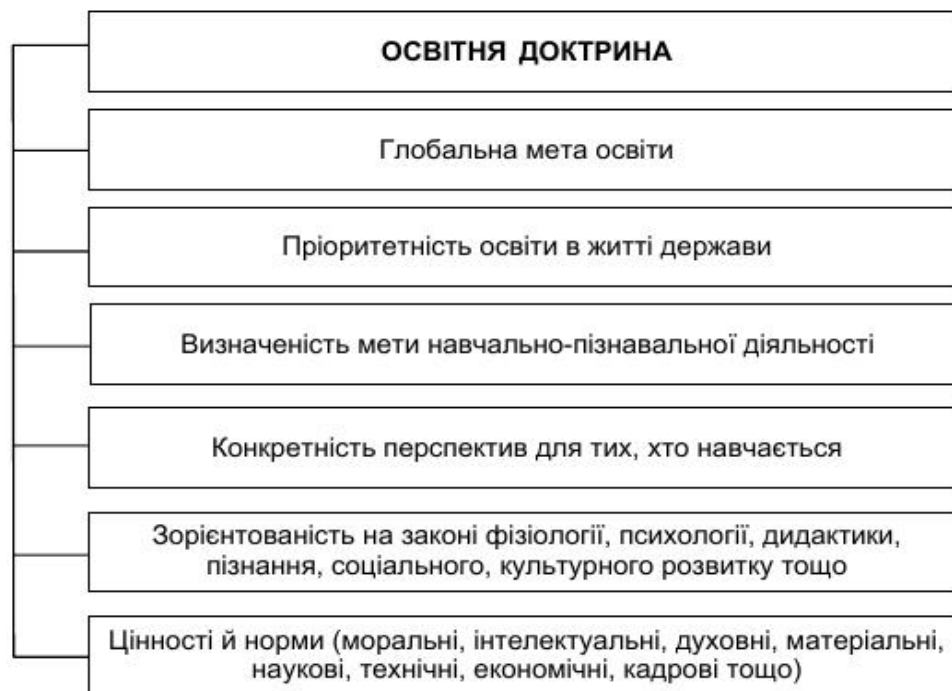 ОСВІТНЯ ДОКТРИНА
Глобальна мета освіти
Пріоритетність освіти в житті держави
Визначеність мети навчально-пізнавальної діяльності
Конкретність перспектив для тих, хто навчається
Зорієнтованість на законі фізіології, психології, дидактики,
пізнання, соціального, культурного розвитку тощо
Цінності й норми (моральні, інтелектуальні, духовні, матеріальні,
наукові, технічні, економічні, кадрові тощо)